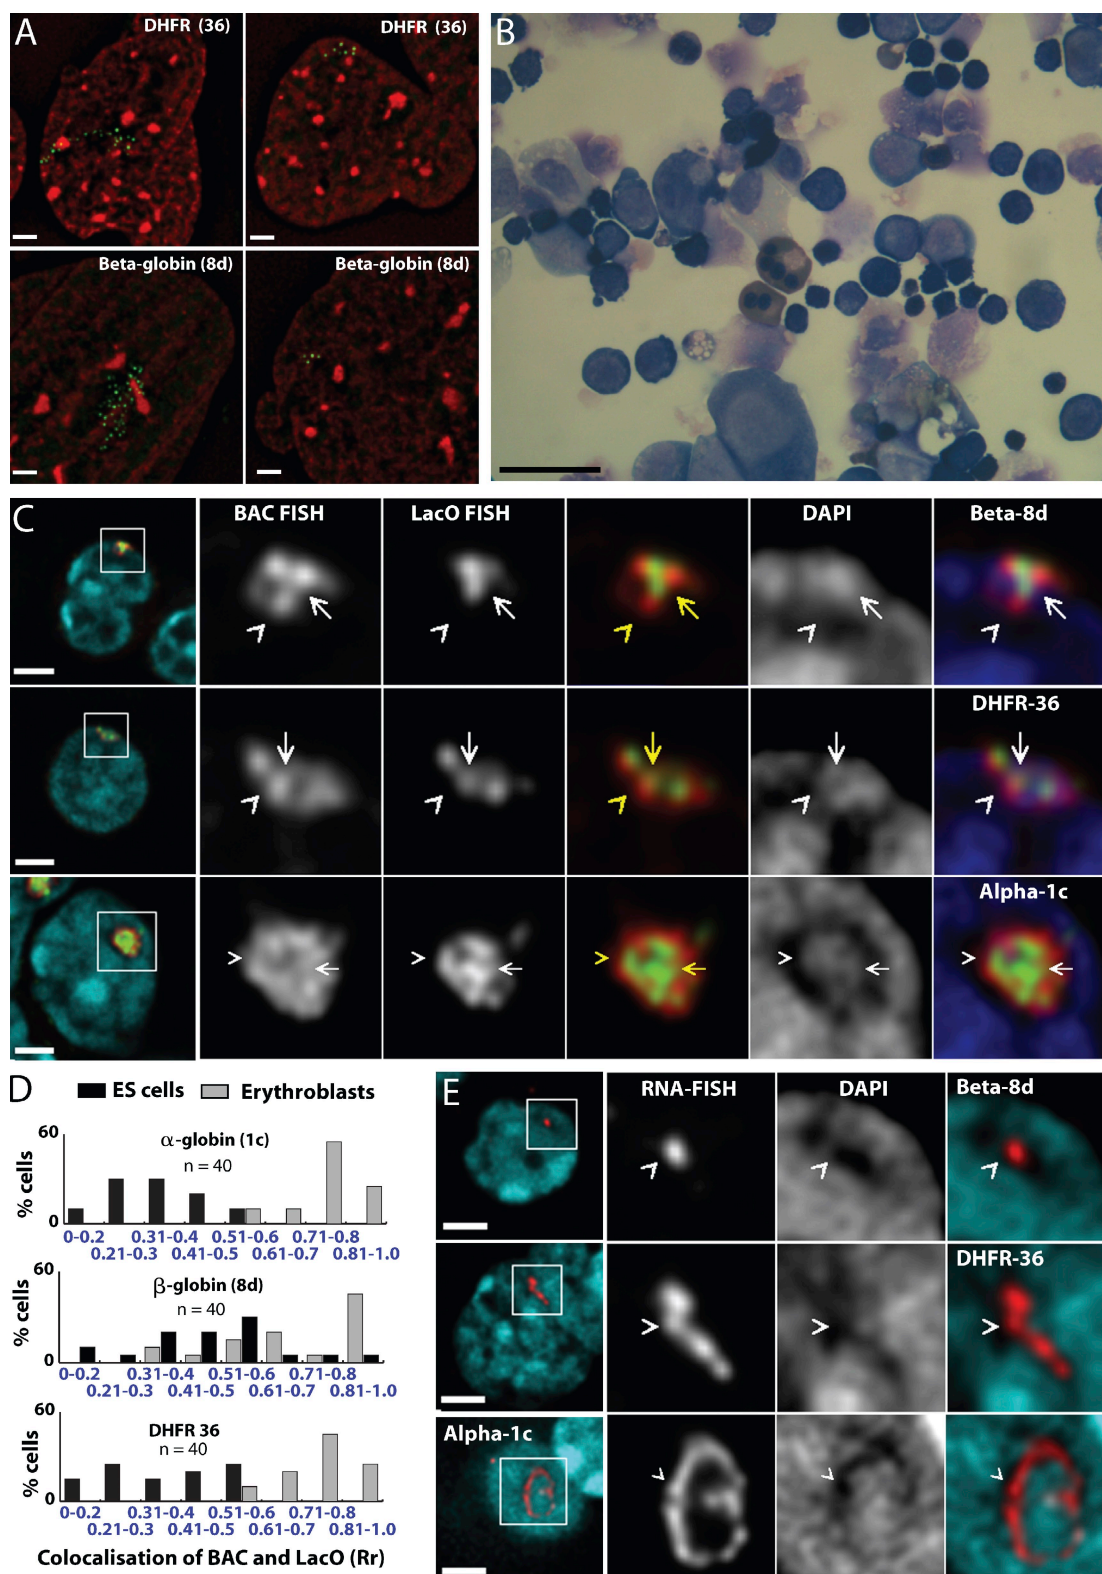 A
DHFR (36)
DHFR (36)
B
Beta-globin (8d)
Beta-globin (8d)
C
BAC FISH
LacO FISH
DAPI
Beta-8d
DHFR-36
Alpha-1c
D
ES cells
Erythroblasts
60
α-globin (1c)
n = 40
% cells
0
0-0.2
0.31-0.4
0.51-0.6
0.71-0.8
0.21-0.3
0.41-0.5
0.61-0.7
0.81-1.0
60
β-globin (8d)
n = 40
% cells
0
0-0.2
0.31-0.4
0.51-0.6
0.71-0.8
0.21-0.3
0.41-0.5
0.61-0.7
0.81-1.0
60
DHFR 36
n = 40
% cells
0
0-0.2
0.31-0.4
0.51-0.6
0.71-0.8
0.21-0.3
0.41-0.5
0.61-0.7
0.81-1.0
Colocalisation of BAC and LacO (Rr)
E
RNA-FISH
DAPI
Beta-8d
DHFR-36
Alpha-1c